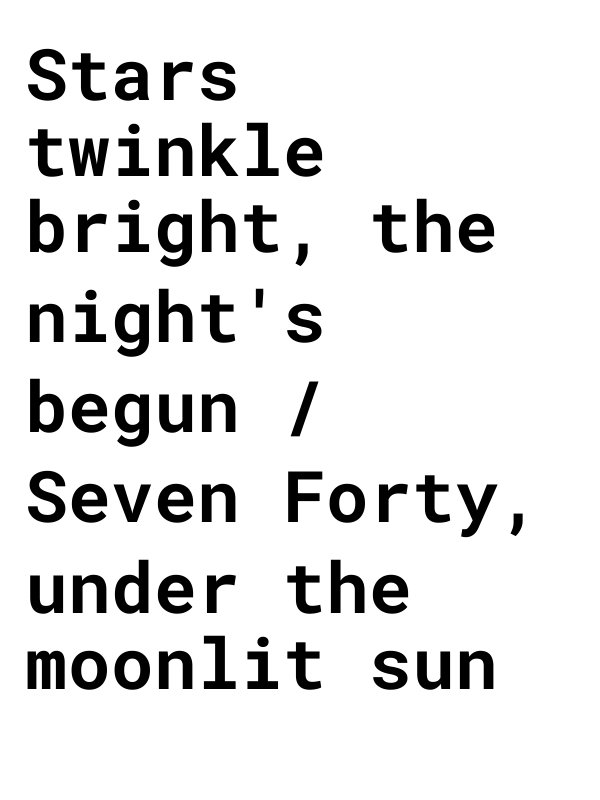 Stars
twinkle
bright, the
night's
begun /
Seven Forty,
under the
moonlit sun